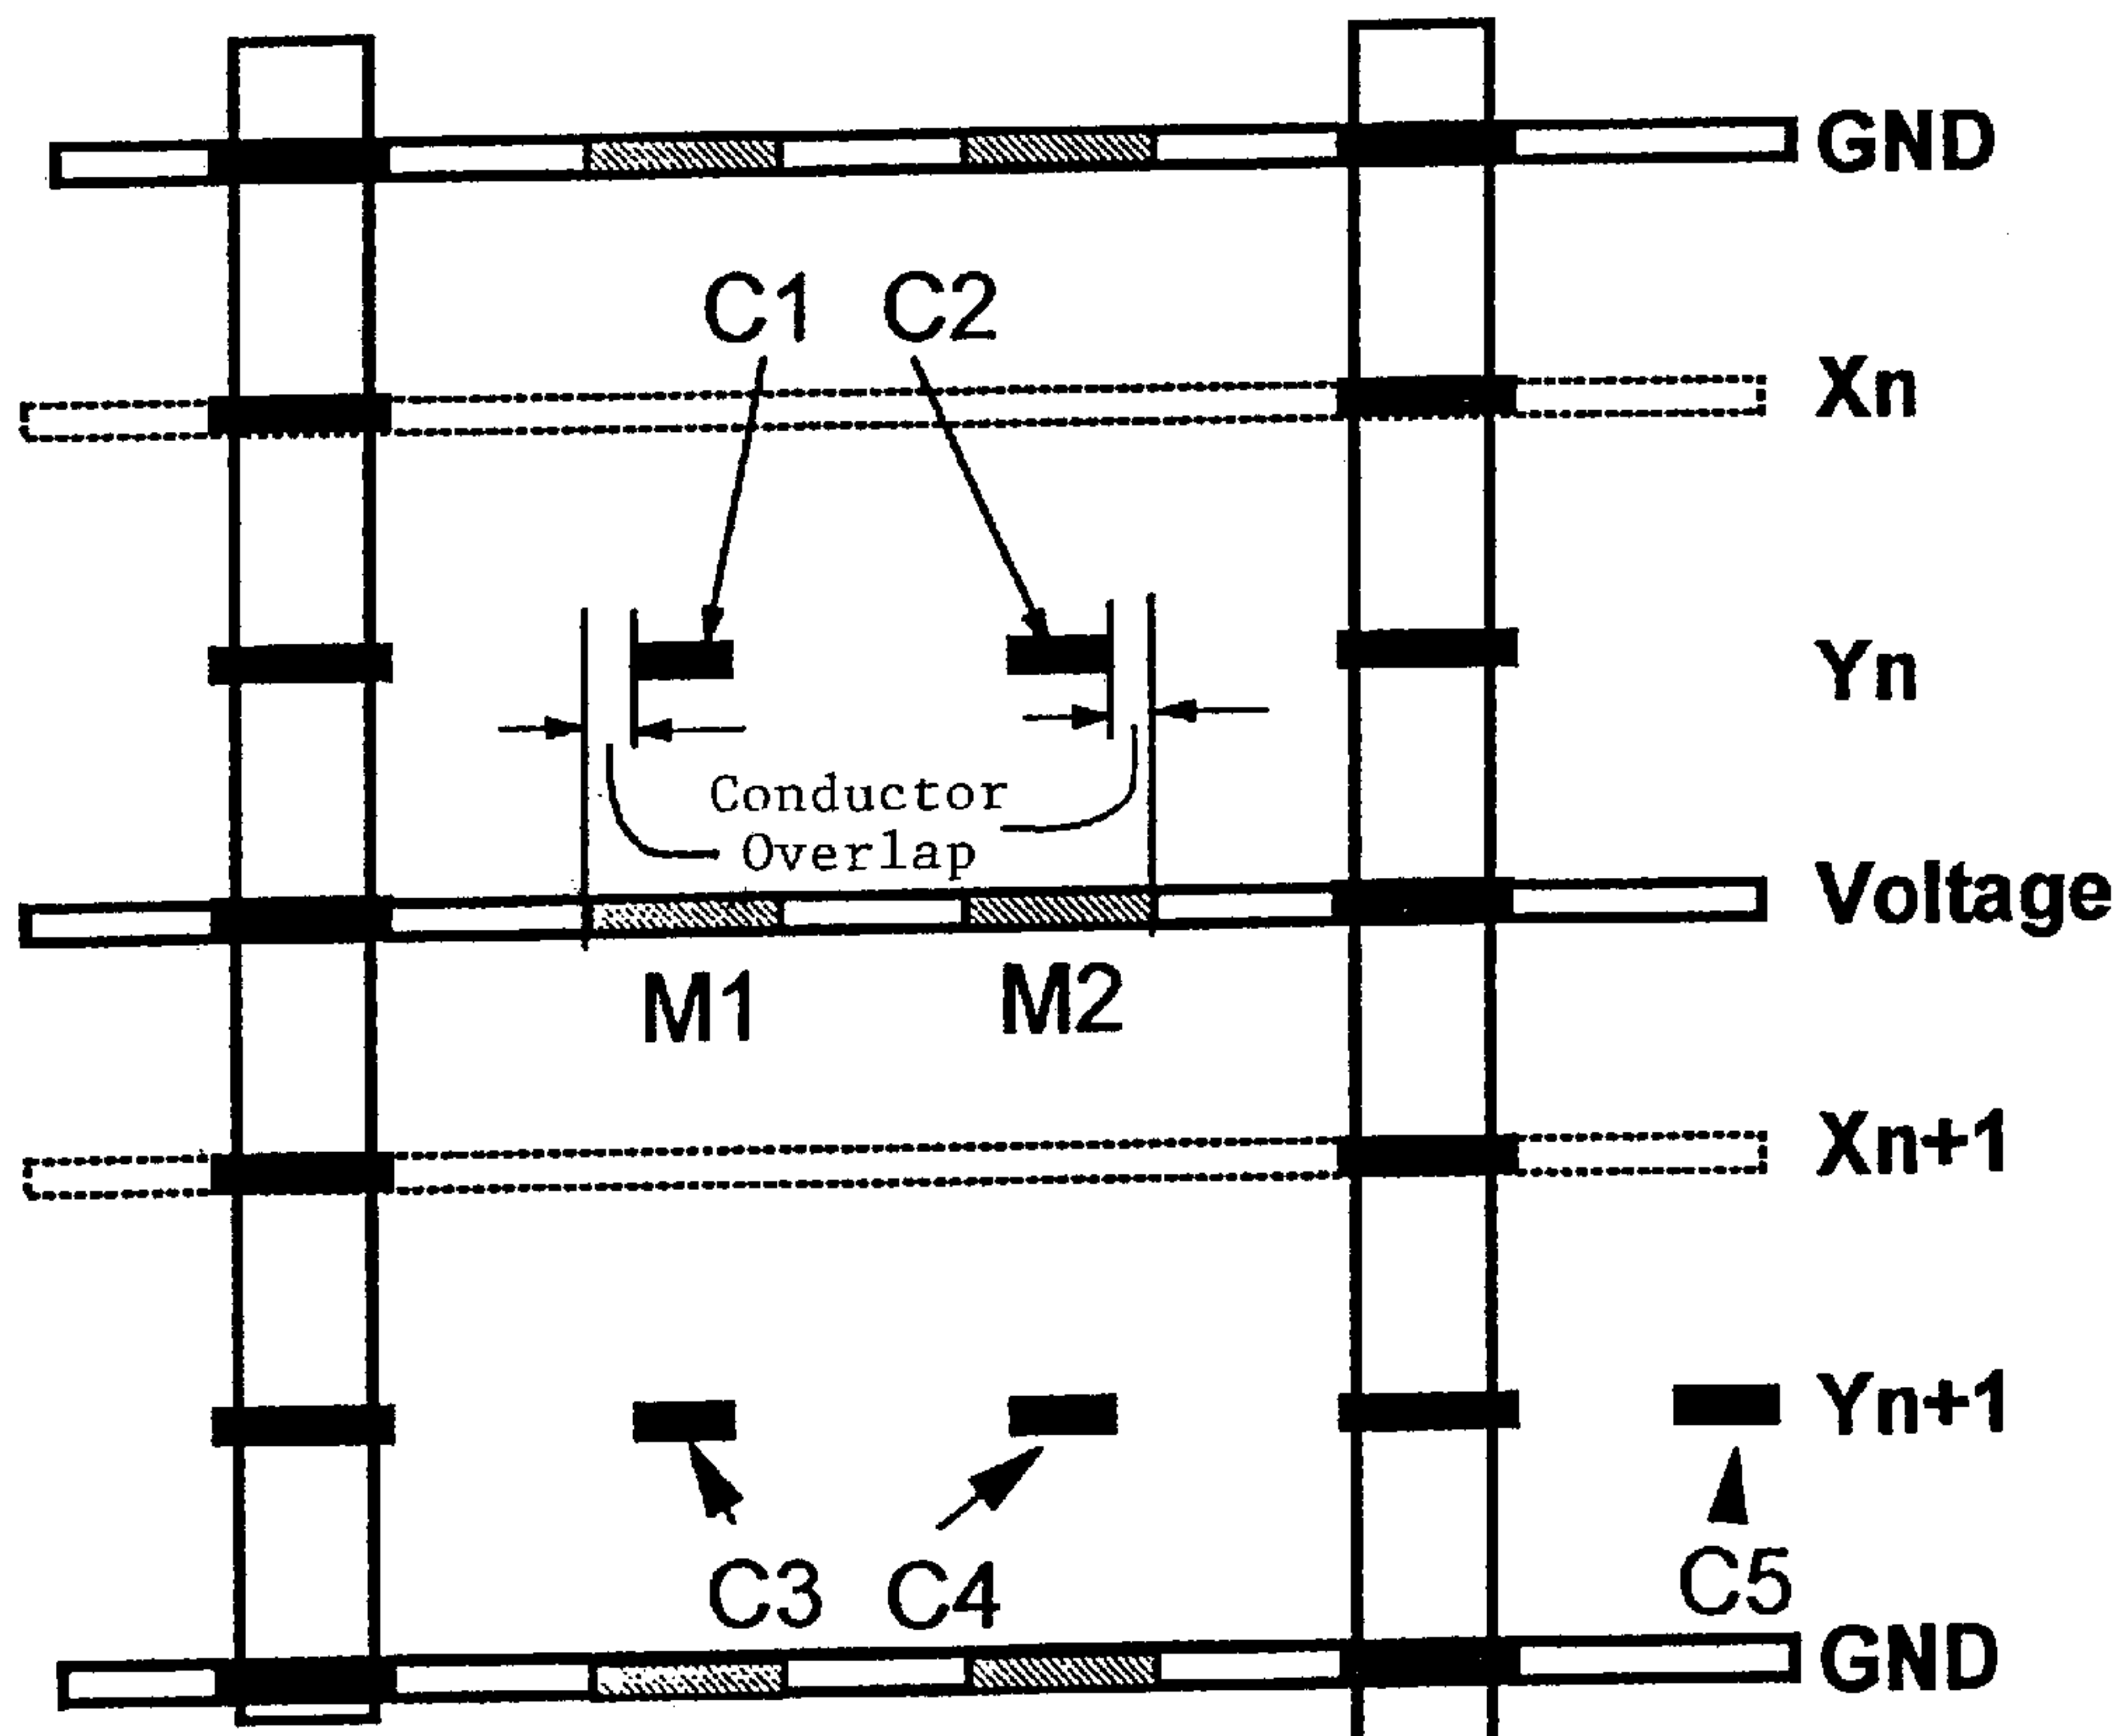 GND
C1 C2
Xn
Yn
Conductor
Overlap
Voltage
M1 M2
Xn+1
Yn+1
C3 C4 C5
GND